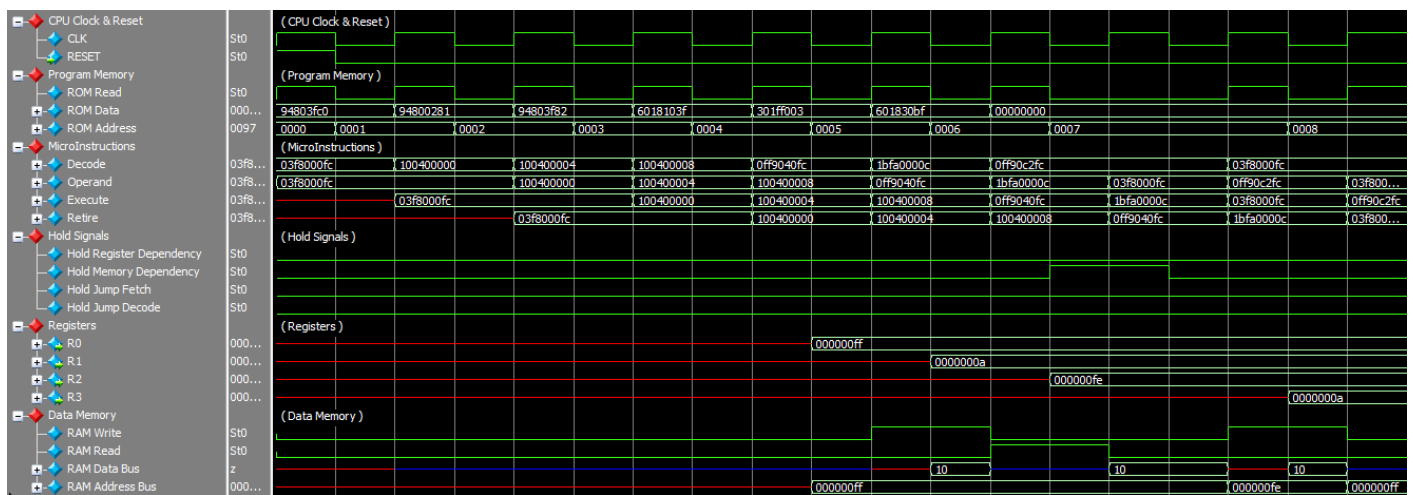 CPU Clock & Reset ( CPU Clock & Reset )
CLK St0
RESET St0
Program Memory ( Program Memory )
ROM Read St0
ROM Data 000... 94803fc0 94800281 94803f82 6018103f 301ff003 601830bf 00000000
ROM Address 0097 0000 0001 0002 0003 0004 0005 0006 0007 0008
MicroInstructions ( MicroInstructions )
Decode 03f8... 03f8000fc 100400000 100400004 100400008 0ff9040fc 1bfa0000c 0ff90c2fc 03f8000fc
Operand 03f8... 03f8000fc 100400000 100400004 100400008 0ff9040fc 1bfa0000c 03f8000fc 0ff90c2fc 03f800...
Execute 03f8... 03f8000fc 100400000 100400004 100400008 0ff9040fc 1bfa0000c 03f8000fc 0ff90c2fc
Retire 03f8... 03f8000fc 100400000 100400004 100400008 0ff9040fc 1bfa0000c 03f800...
Hold Signals ( Hold Signals )
Hold Register Dependency St0
Hold Memory Dependency St0
Hold Jump Fetch St0
Hold Jump Decode St0
Registers ( Registers )
R0 000... 000000ff
R1 000... 0000000a
R2 000... 000000fe
R3 000... 0000000a
Data Memory ( Data Memory )
RAM Write St0
RAM Read St0
RAM Data Bus z 10 10 10
RAM Address Bus 000... 000000ff 000000fe 000000ff